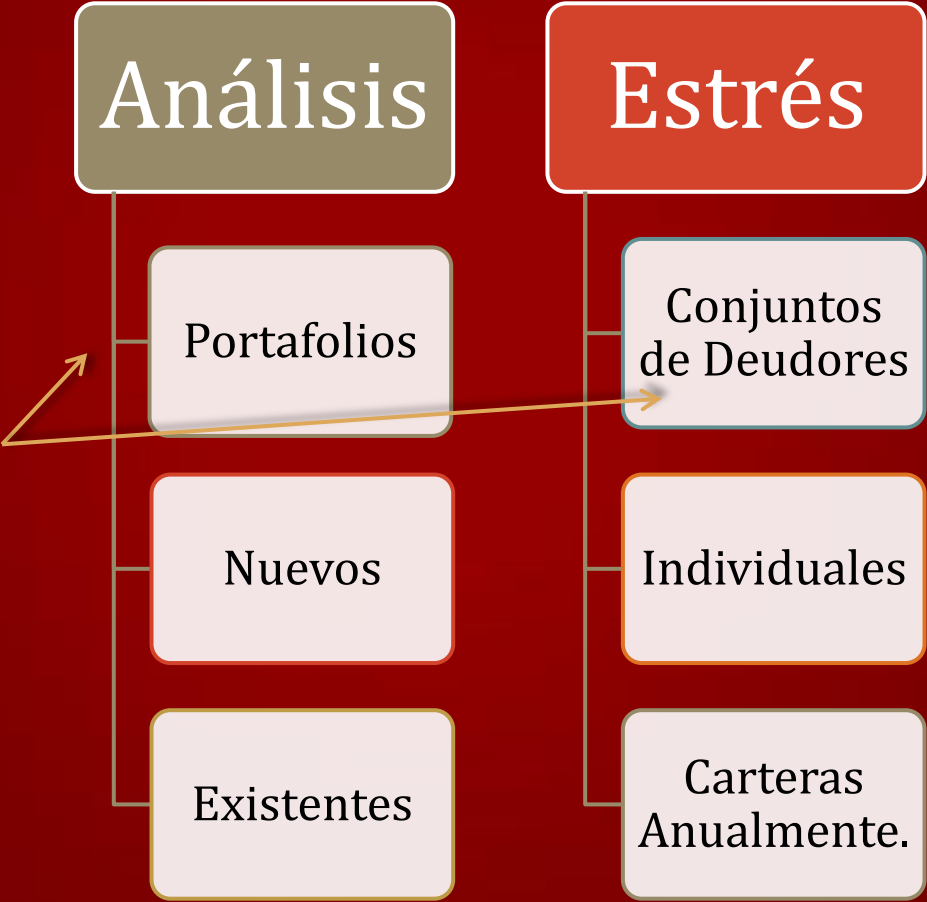 Análisis
Portafolios
Nuevos
Existentes
Estrés
Conjuntos
de Deudores
Individuales
Carteras
Anualmente.